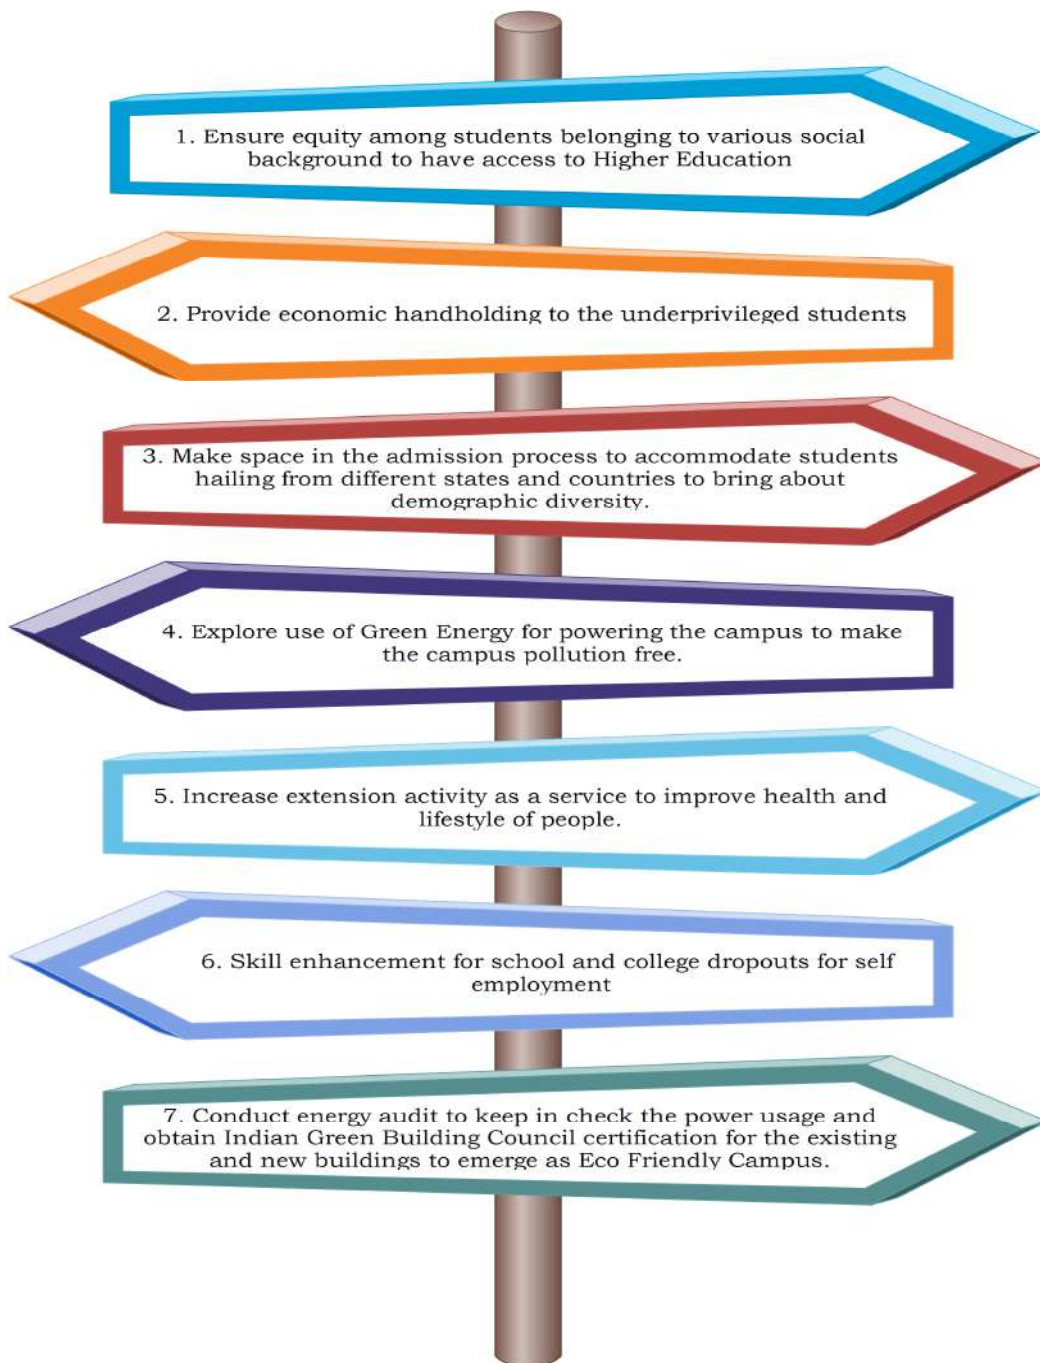 1. Ensure equity among students belonging to various social
background to have access to Higher Education
2. Provide economic handholding to the underprivileged students
3. Make space in the admission process to accommodate students
hailing from different states and countries to bring about
demographic diversity.
4. Explore use of Green Energy for powering the campus to make
the campus pollution free.
5. Increase extension activity as a service to improve health and
lifestyle of people.
6. Skill enhancement for school and college dropouts for self
employment
7. Conduct energy audit to keep in check the power usage and
obtain Indian Green Building Council certification for the existing
and new buildings to emerge as Eco Friendly Campus.